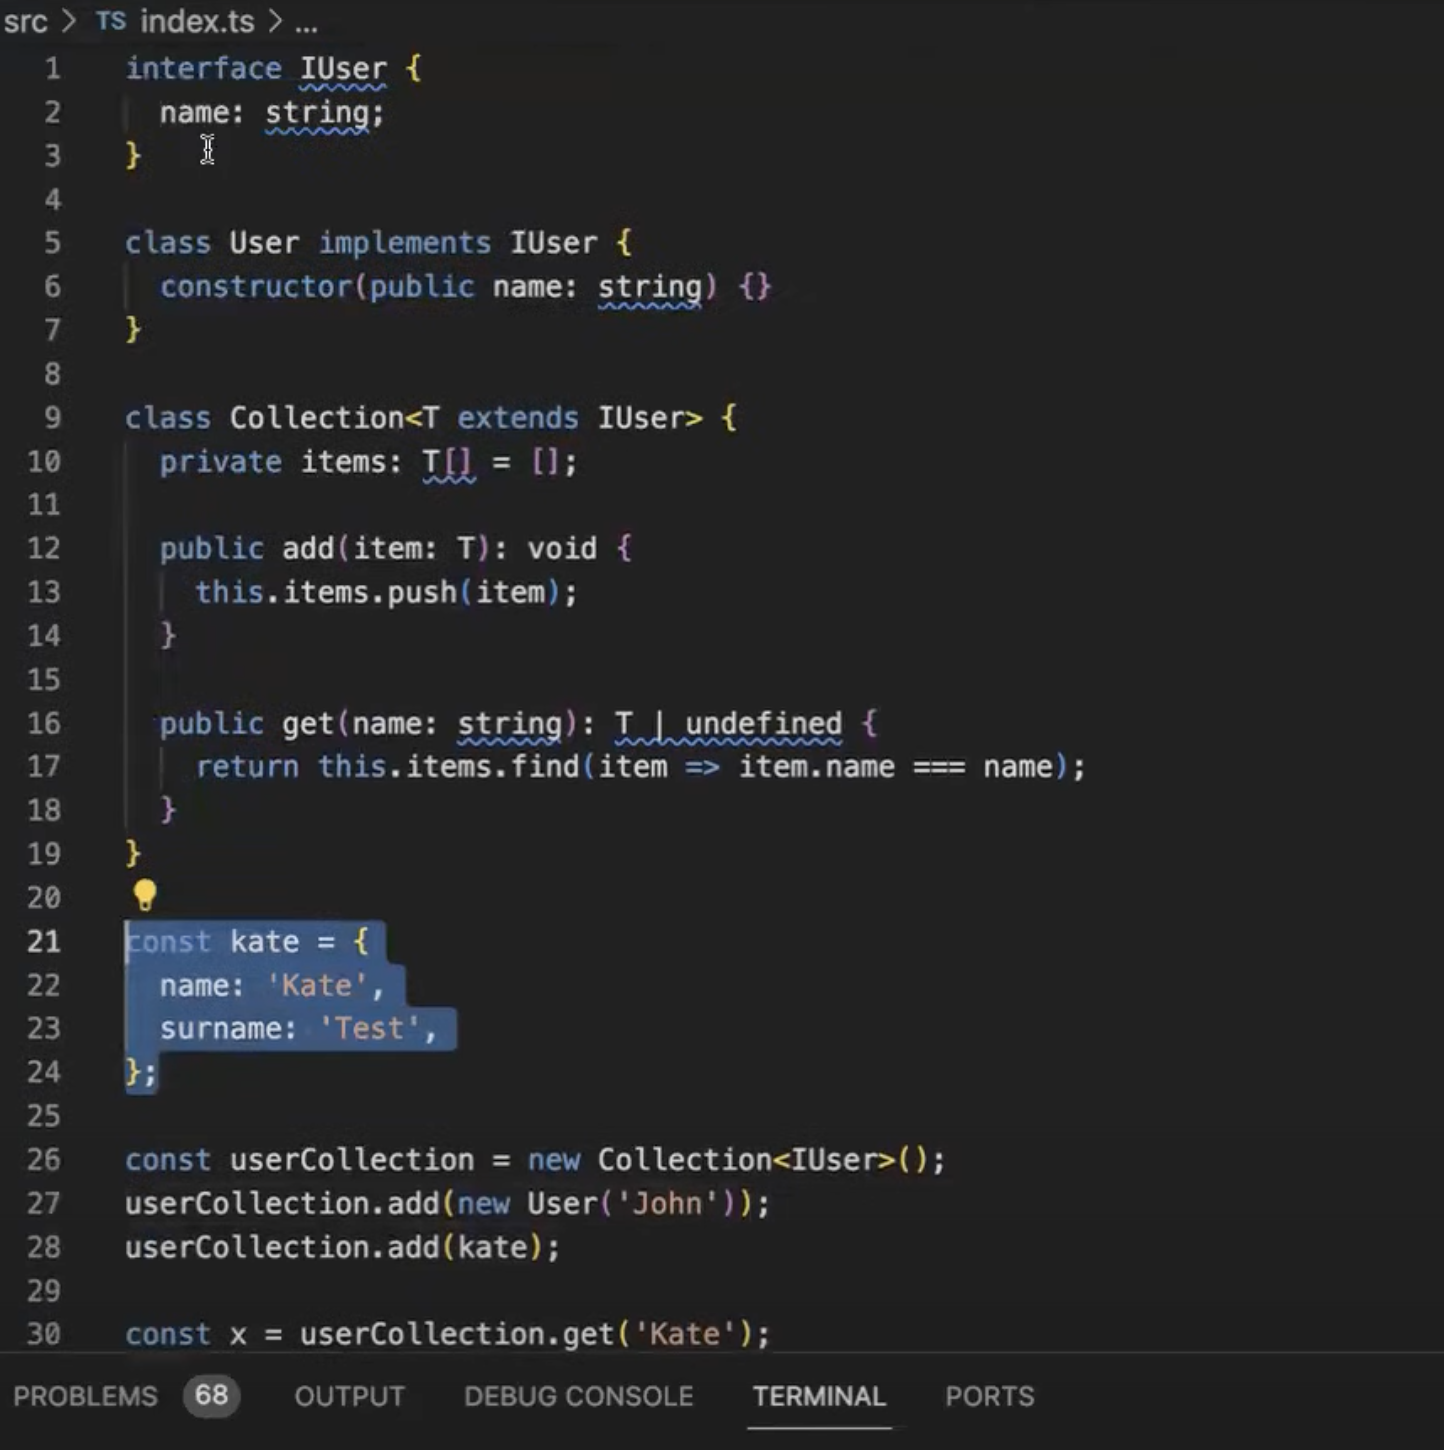 src > TS index.ts > ...
1 interface IUser {
2   name: string;
3 }
4
5 class User implements IUser {
6   constructor(public name: string) {}
7 }
8
9 class Collection<T extends IUser> {
10   private items: T[] = [];
11
12   public add(item: T): void {
13     this.items.push(item);
14   }
15
16   public get(name: string): T | undefined {
17     return this.items.find(item => item.name === name);
18   }
19 }
20
21 const kate = {
22   name: 'Kate',
23   surname: 'Test',
24 };
25
26 const userCollection = new Collection<IUser>();
27 userCollection.add(new User('John'));
28 userCollection.add(kate);
29
30 const x = userCollection.get('Kate');
PROBLEMS 68 OUTPUT DEBUG CONSOLE TERMINAL PORTS